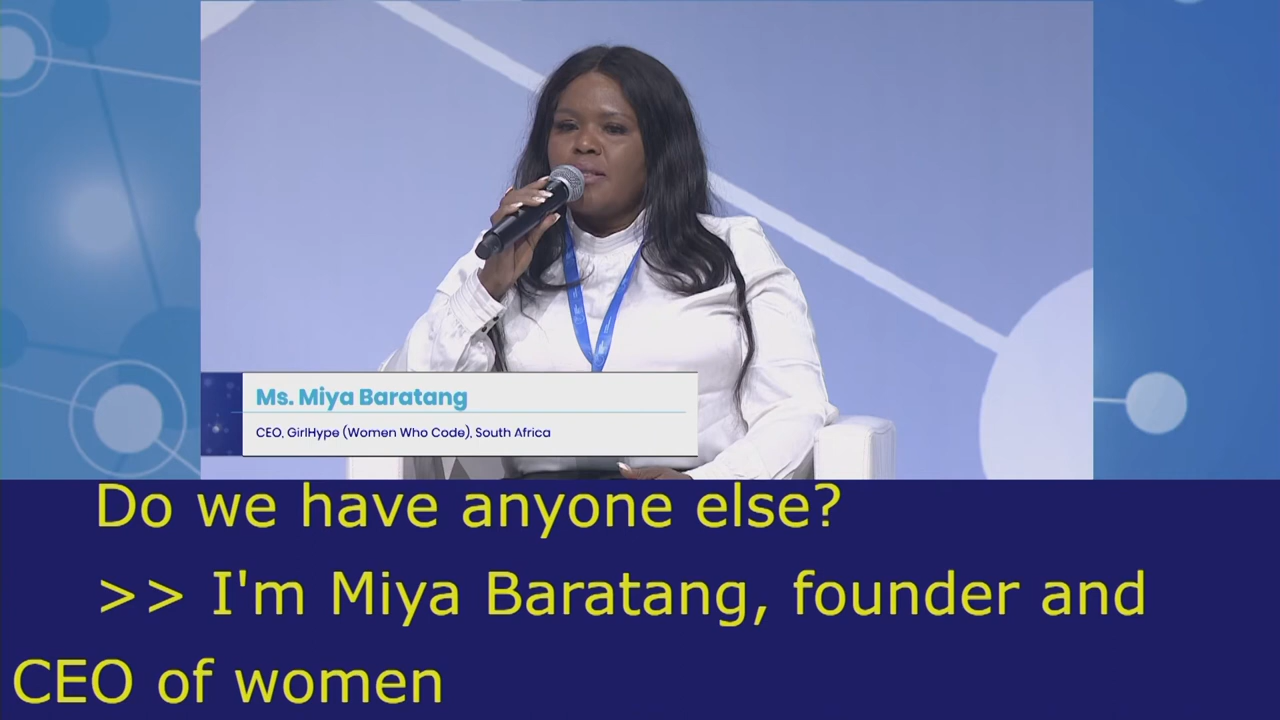 Ms. Miya Baratang
CEO, GirlHype (Women Who Code), South Africa
Do we have anyone else?
>> I'm Miya Baratang, founder and
CEO of women